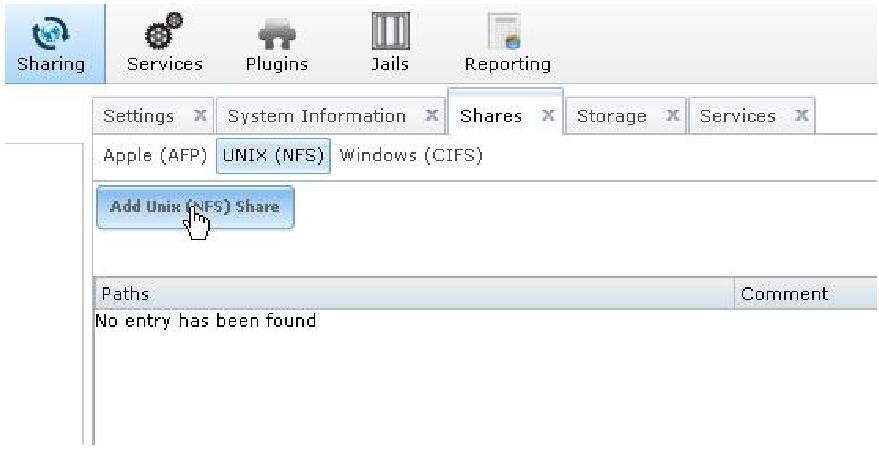 Sharing Services Plugins Jails Reporting
Settings X System Information X Shares X Storage X Services X
Apple (AFP) UNIX (NFS) Windows (CIFS)
Add Unix (NFS) Share
Paths Comment
No entry has been found